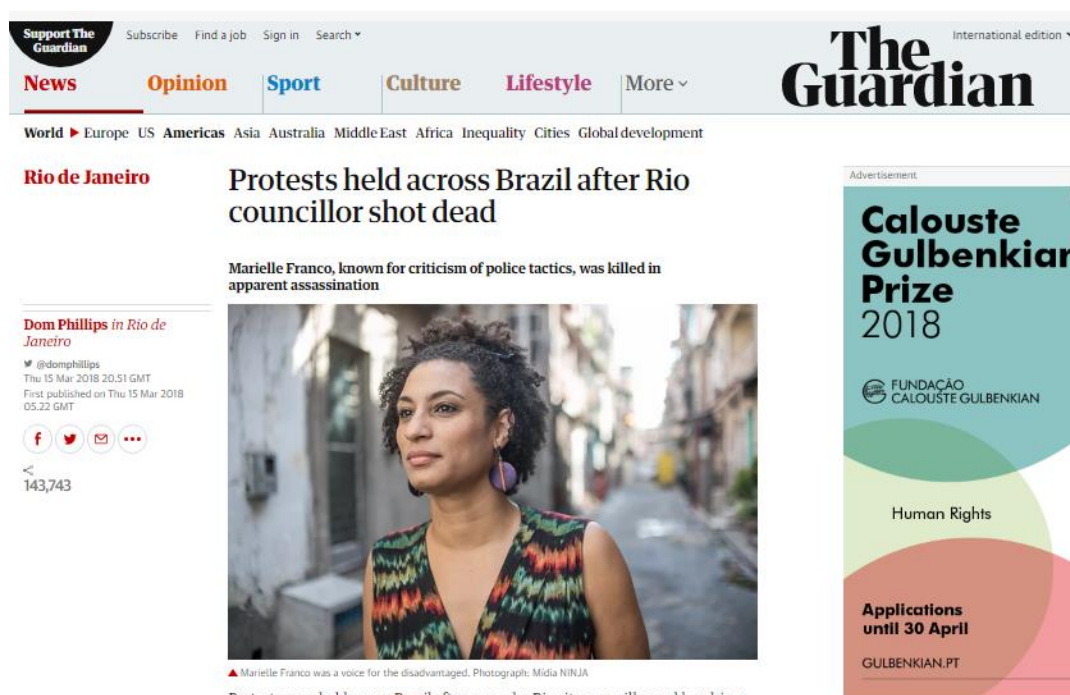 Support The
Guardian
Subscribe Find a job Sign in Search
International edition
The
Guardian
News Opinion Sport Culture Lifestyle More
World Europe US Americas Asia Australia Middle East Africa Inequality Cities Global development
Rio de Janeiro
Protests held across Brazil after Rio
councillor shot dead
Marielle Franco, known for criticism of police tactics, was killed in
apparent assassination
Dom Phillips in Rio de
Janeiro
@domphillips
Thu 15 Mar 2018 20.51 GMT
First published on Thu 15 Mar 2018
05.22 GMT
143,743
Marielle Franco was a voice for the disadvantaged. Photograph: Mídia NINJA
Advertisement
Calouste
Gulbenkian
Prize
2018
FUNDAÇÃO
CALOUSTE GULBENKIAN
Human Rights
Applications
until 30 April
GULBENKIAN.PT